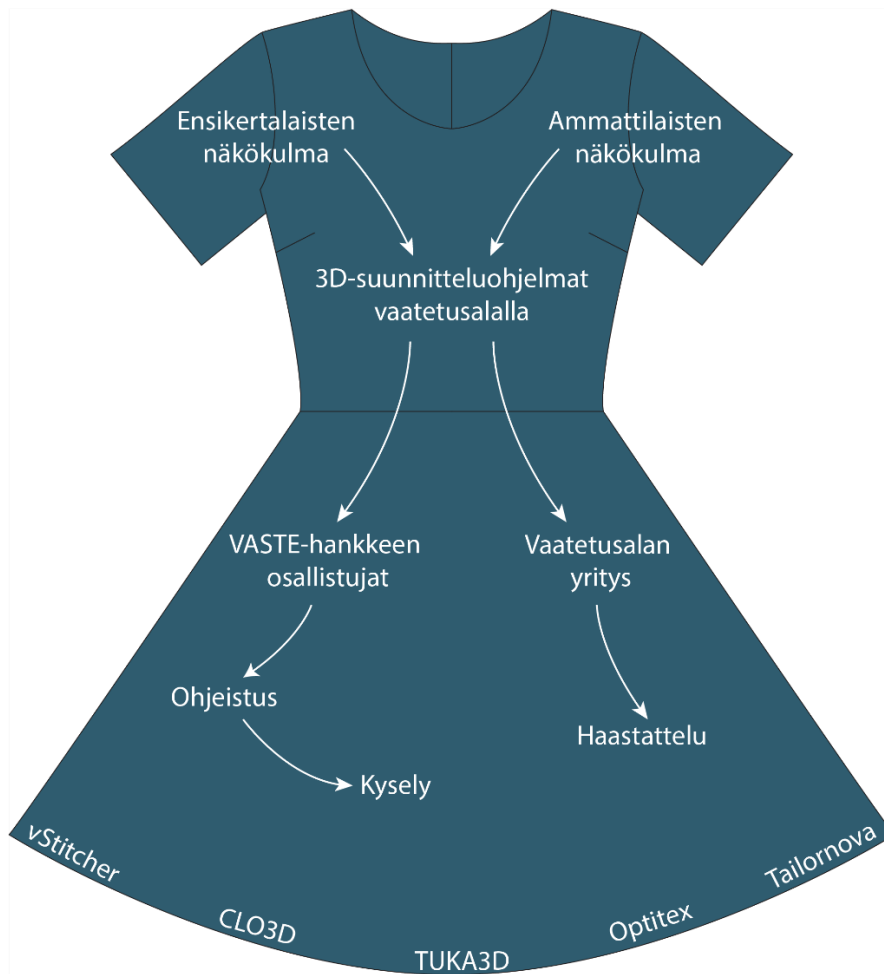 Ensikertalaisten
näkökulma
Ammattilaisten
näkökulma
3D-suunnitteluohjelmat
vaatetusalalla
VASTE-hankkeen
osallistujat
Vaatetusalan
yritys
Ohjeistus
Haastattelu
Kysely
vStitcher
CLO3D
TUKA3D
Optitex
Tailornova